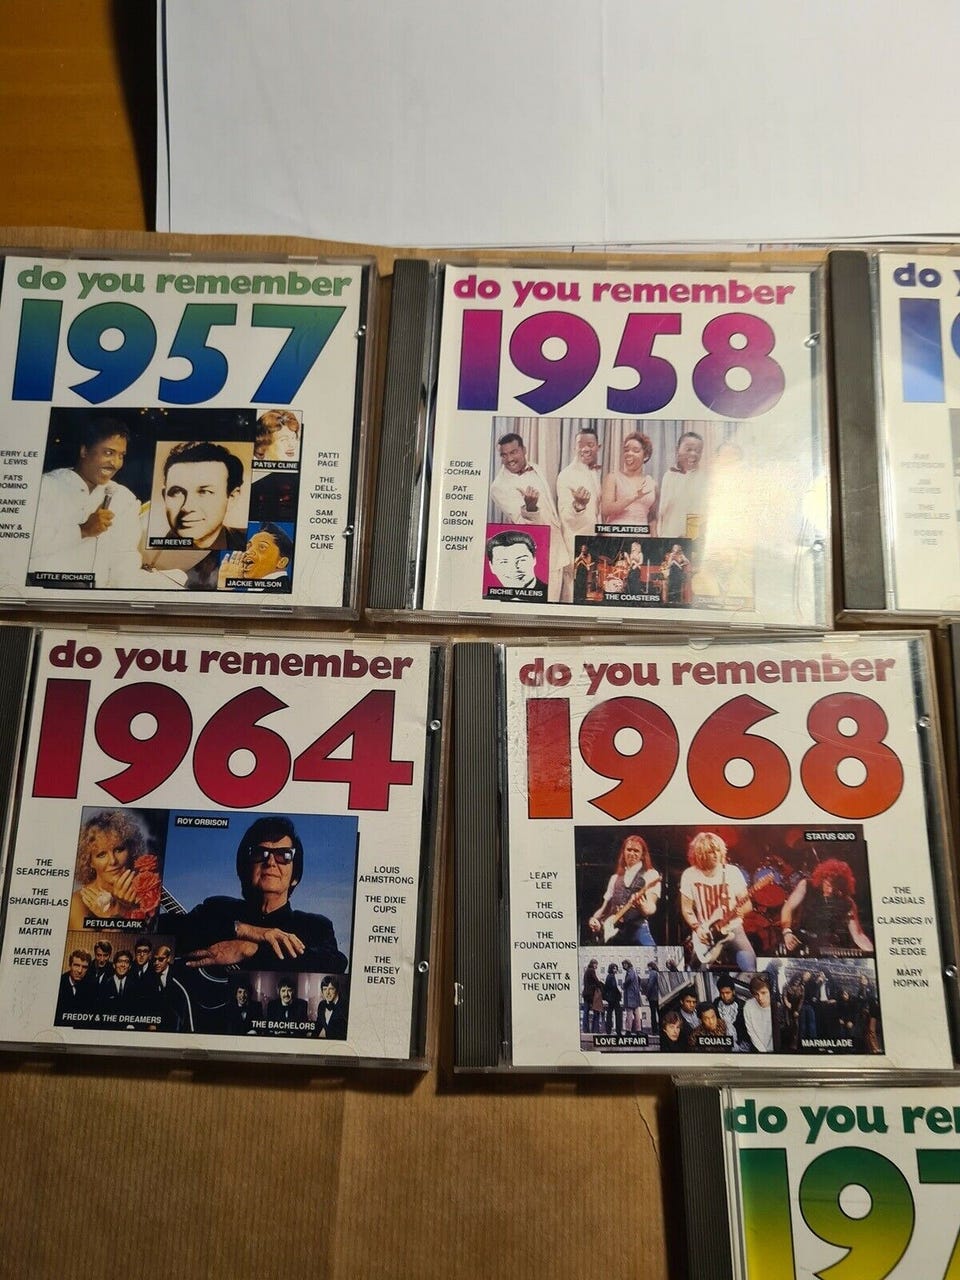 do you remember
1957
ERRY LEE
LEWIS
FATS
DOMINO
RANKIE
AINE
NNY &
UNIORS
PATSY CLINE
JIM REEVES
LITTLE RICHARD
JACKIE WILSON
PATTI
PAGE
THE
DELL-
VIKINGS
SAM
COOKE
PATSY
CLINE
do you remember
1958
EDDIE
COCHRAN
PAT
BOONE
DON
GIBSON
JOHNNY
CASH
THE PLATTERS
RICHIE VALENS
THE COASTERS
do y
RAY
PETERSON
JIM
REEVES
THE
SHIRELLES
BOBBY
VEE
do you remember
1964
THE
SEARCHERS
THE
SHANGRI-LAS
DEAN
MARTIN
MARTHA
REEVES
ROY ORBISON
PETULA CLARK
FREDDY & THE DREAMERS
THE BACHELORS
LOUIS
ARMSTRONG
THE DIXIE
CUPS
GENE
PITNEY
THE
MERSEY
BEATS
do you remember
1968
LEAPY
LEE
THE
TROGGS
THE
FOUNDATIONS
GARY
PUCKETT &
THE UNION
GAP
STATUS QUO
LOVE AFFAIR
EQUALS
MARMALADE
THE
CASUALS
CLASSICS IV
PERCY
SLEDGE
MARY
HOPKIN
do you rem
197